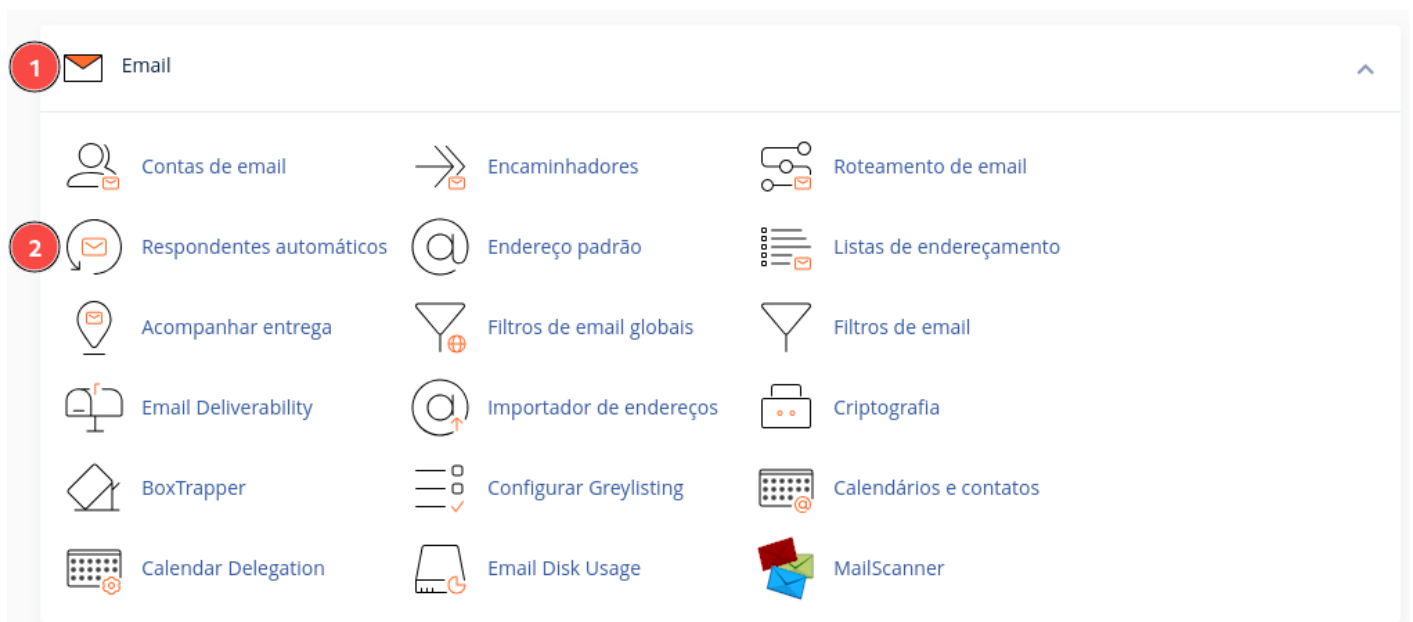 1 Email
Contas de email Encaminhadores Roteamento de email
2 Respondentes automáticos Endereço padrão Listas de endereçamento
Acompanhar entrega Filtros de email globais Filtros de email
Email Deliverability Importador de endereços Criptografia
BoxTrapper Configurar Greylisting Calendários e contatos
Calendar Delegation Email Disk Usage MailScanner